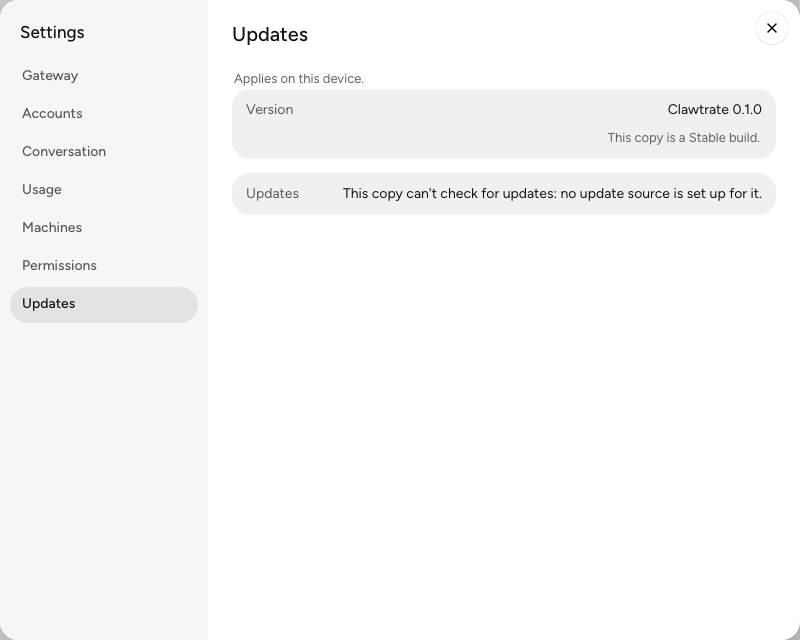 Settings
Gateway
Accounts
Conversation
Usage
Machines
Permissions
Updates
Updates
Applies on this device.
Version Clawtrate 0.1.0
This copy is a Stable build.
Updates This copy can't check for updates: no update source is set up for it.